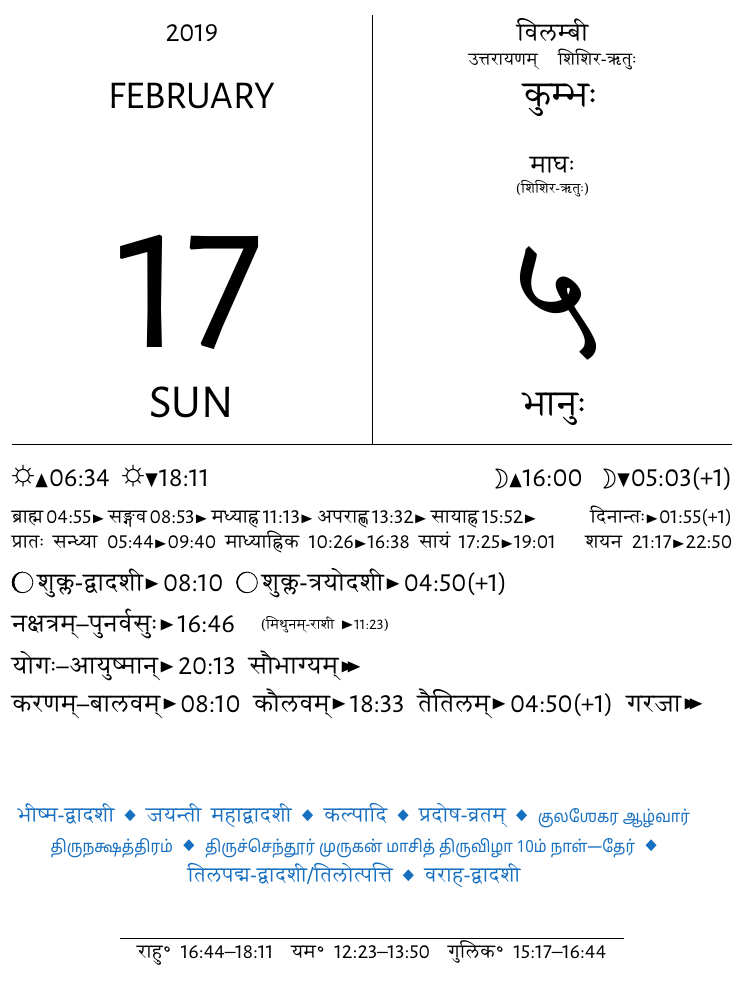 2019
FEBRUARY
17
SUN
विलम्बी
उत्तरायणम् शिशिर-ऋतुः
कुम्भः
माघः
(शिशिर-ऋतुः)
५
भानुः
☼▲06:34 ☼▼18:11 ☽▲16:00 ☽▼05:03(+1)
ब्राह्म 04:55► सङ्गव 08:53► मध्याह्न 11:13► अपराह्ण 13:32► सायाह्न 15:52► दिनान्तः►01:55(+1)
प्रातः सन्ध्या 05:44►09:40 माध्याह्निक 10:26►16:38 सायं 17:25►19:01 शयन 21:17►22:50
शुक्ल-द्वादशी► 08:10 शुक्ल-त्रयोदशी► 04:50(+1)
नक्षत्रम्–पुनर्वसुः►16:46 (मिथुनम्-राशी ►11:23)
योगः–आयुष्मान्►20:13 सौभाग्यम्►►
करणम्–बालवम्►08:10 कौलवम्►18:33 तैतिलम्►04:50(+1) गरजा►►
भीष्म-द्वादशी ◆ जयन्ती महाद्वादशी ◆ कल्पादि ◆ प्रदोष-व्रतम् ◆ குலஶேகர ஆழ்வார்
திருநக்ஷத்திரம் ◆ திருச்செந்தூர் முருகன் மாசித் திருவிழா 10ம் நாள்—தேர் ◆
तिलपद्म-द्वादशी/तिलोत्पत्ति ◆ वराह-द्वादशी
राहु° 16:44–18:11 यम° 12:23–13:50 गुलिक° 15:17–16:44